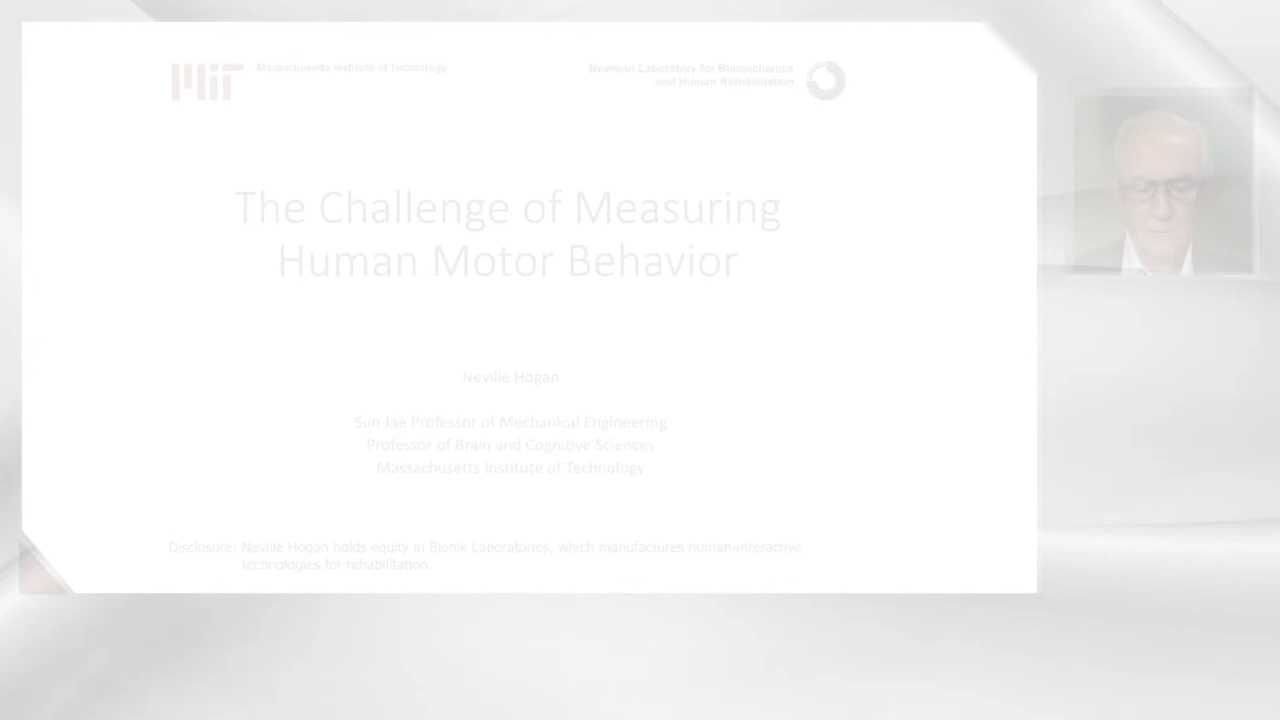 MIT Massachusetts Institute of Technology
Newman Laboratory for Biomechanics
and Human Rehabilitation
The Challenge of Measuring
Human Motor Behavior
Neville Hogan
Sun Jae Professor of Mechanical Engineering
Professor of Brain and Cognitive Sciences
Massachusetts Institute of Technology
Disclosure: Neville Hogan holds equity in Bionik Laboratories, which manufactures human-interactive
technologies for rehabilitation.